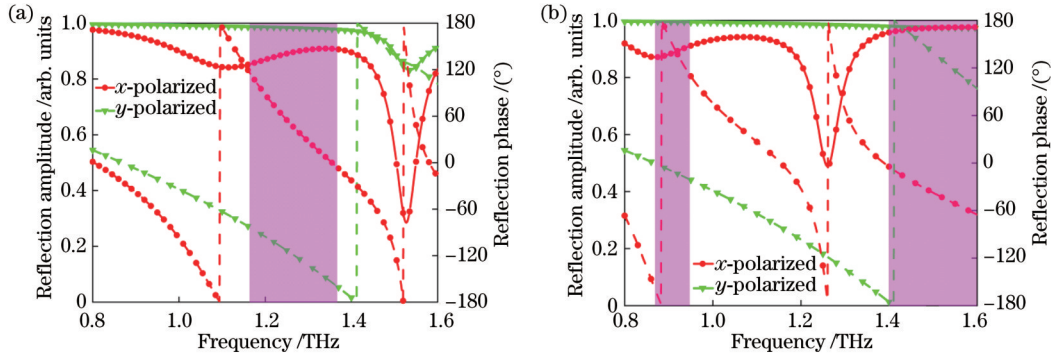 (a)
1.0
0.8
0.6
0.4
0.2
0
Reflection amplitude /arb. units
x-polarized
y-polarized
180
120
60
0
−60
−120
−180
Reflection phase /(°)
0.8 1.0 1.2 1.4 1.6
Frequency /THz
(b)
1.0
0.8
0.6
0.4
0.2
0
Reflection amplitude /arb. units
x-polarized
y-polarized
180
120
60
0
−60
−120
−180
Reflection phase /(°)
0.8 1.0 1.2 1.4 1.6
Frequency /THz